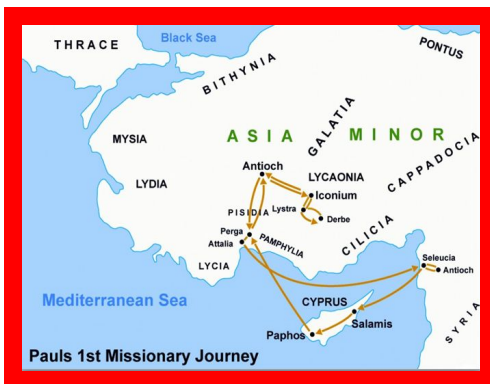 Black Sea
THRACE
PONTUS
BITHYNIA
ASIA MINOR
GALATIA
MYSIA
CAPPADOCIA
Antioch
LYCAONIA
LYDIA
Iconium
PISIDIA
Lystra
Derbe
Perga
PAMPHYLIA
Attalia
CILICIA
LYCIA
Seleucia
Antioch
Mediterranean Sea
CYPRUS
Salamis
SYRIA
Paphos
Pauls 1st Missionary Journey